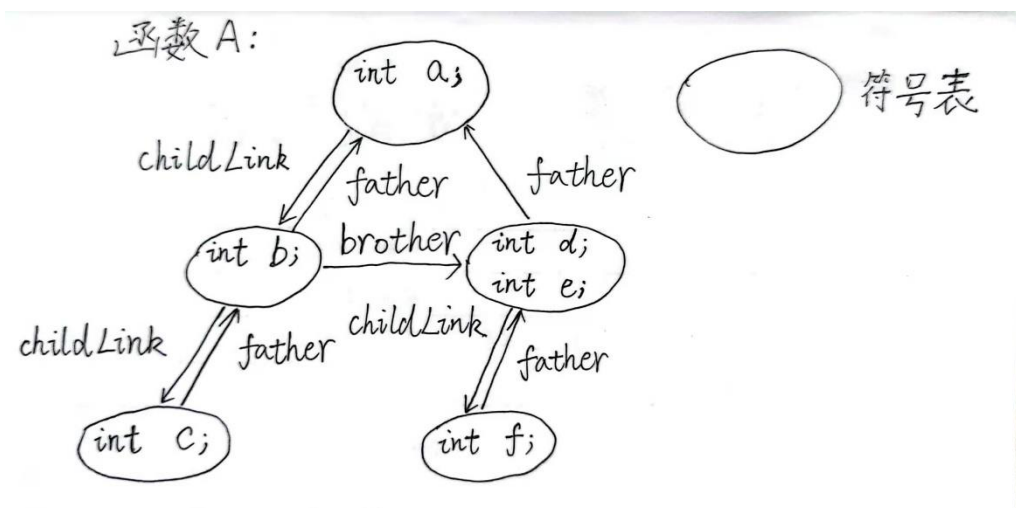 函数 A:
int a;
符号表
childLink
father
father
int b;
brother
int d;
int e;
childLink
father
childLink
father
int c;
int f;